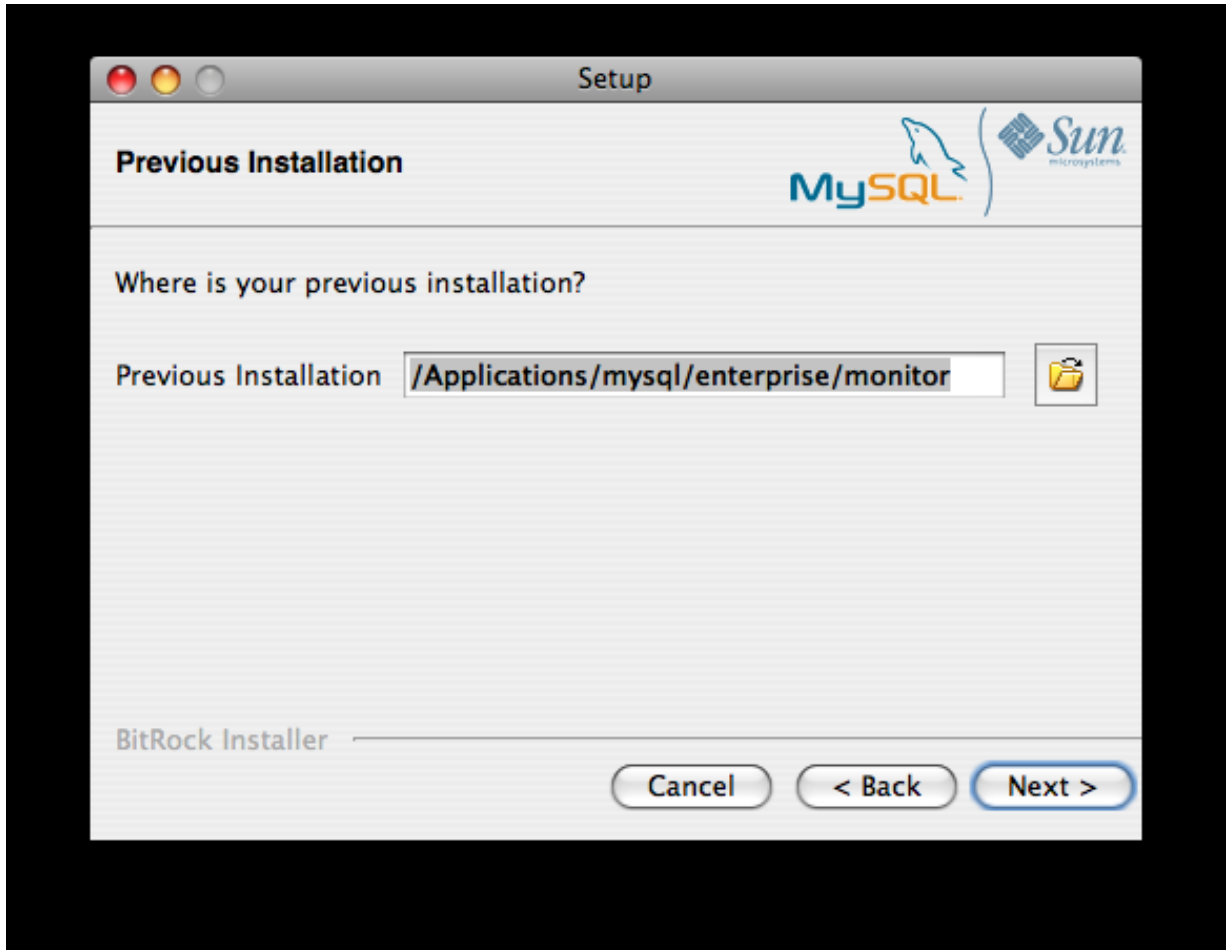 Setup
Previous Installation
MySQL
Sun
microsystems
Where is your previous installation?
Previous Installation /Applications/mysql/enterprise/monitor
BitRock Installer
Cancel < Back Next >